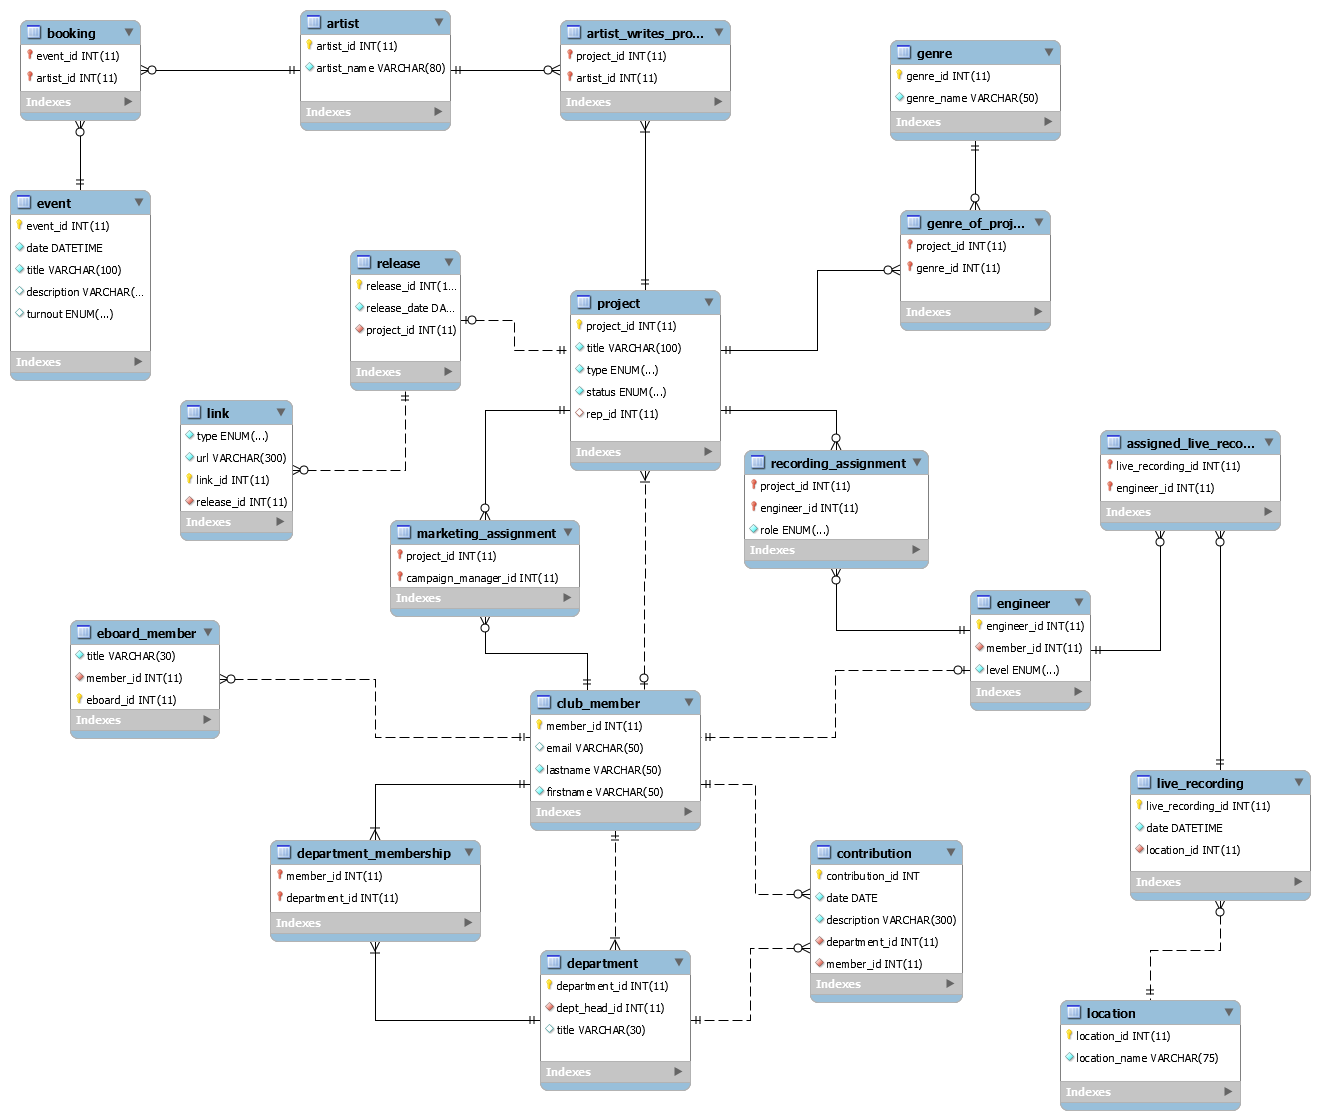 booking
event_id INT(11)
artist_id INT(11)
Indexes
artist
artist_id INT(11)
artist_name VARCHAR(80)
Indexes
artist_writes_pro...
project_id INT(11)
artist_id INT(11)
Indexes
genre
genre_id INT(11)
genre_name VARCHAR(50)
Indexes
event
event_id INT(11)
date DATETIME
title VARCHAR(100)
description VARCHAR(...
turnout ENUM(...)
Indexes
release
release_id INT(1...
release_date DA...
project_id INT(11)
Indexes
project
project_id INT(11)
title VARCHAR(100)
type ENUM(...)
status ENUM(...)
rep_id INT(11)
Indexes
genre_of_proj...
project_id INT(11)
genre_id INT(11)
Indexes
link
type ENUM(...)
url VARCHAR(300)
link_id INT(11)
release_id INT(11)
Indexes
marketing_assignment
project_id INT(11)
campaign_manager_id INT(11)
Indexes
recording_assignment
project_id INT(11)
engineer_id INT(11)
role ENUM(...)
Indexes
assigned_live_reco...
live_recording_id INT(11)
engineer_id INT(11)
Indexes
eboard_member
title VARCHAR(30)
member_id INT(11)
eboard_id INT(11)
Indexes
engineer
engineer_id INT(11)
member_id INT(11)
level ENUM(...)
Indexes
club_member
member_id INT(11)
email VARCHAR(50)
lastname VARCHAR(50)
firstname VARCHAR(50)
Indexes
live_recording
live_recording_id INT(11)
date DATETIME
location_id INT(11)
Indexes
department_membership
member_id INT(11)
department_id INT(11)
Indexes
contribution
contribution_id INT
date DATE
description VARCHAR(300)
department_id INT(11)
member_id INT(11)
Indexes
department
department_id INT(11)
dept_head_id INT(11)
title VARCHAR(30)
Indexes
location
location_id INT(11)
location_name VARCHAR(75)
Indexes